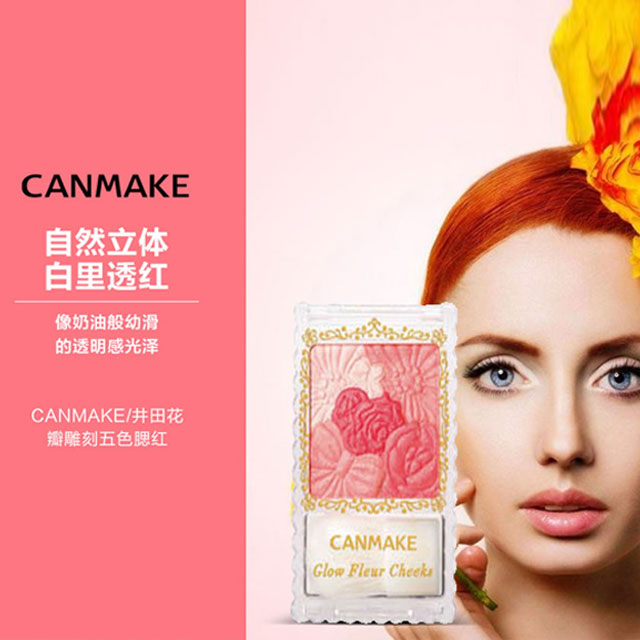 CANMAKE
自然立体
白里透红
像奶油般幼滑
的透明感光泽
CANMAKE/井田花
瓣雕刻五色腮红
CANMAKE
Glow Fleur Cheeks